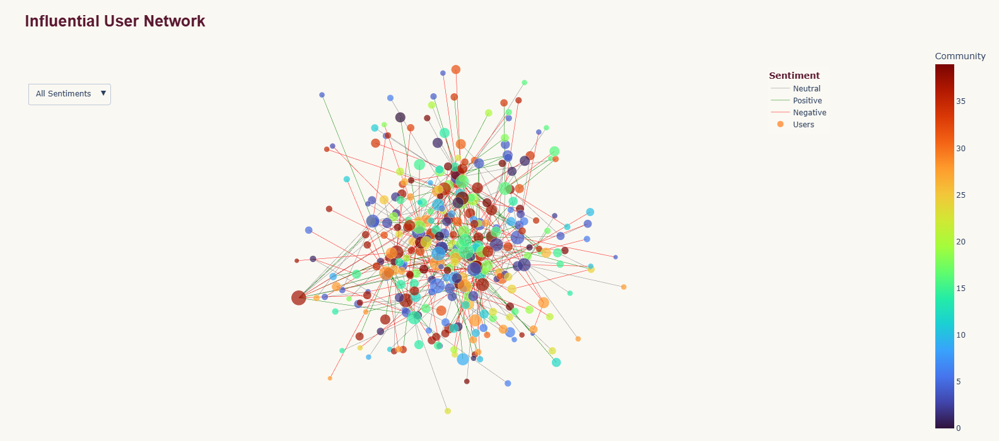 Influential User Network
All Sentiments ▼
Sentiment
Neutral
Positive
Negative
Users
Community
35
30
25
20
15
10
5
0